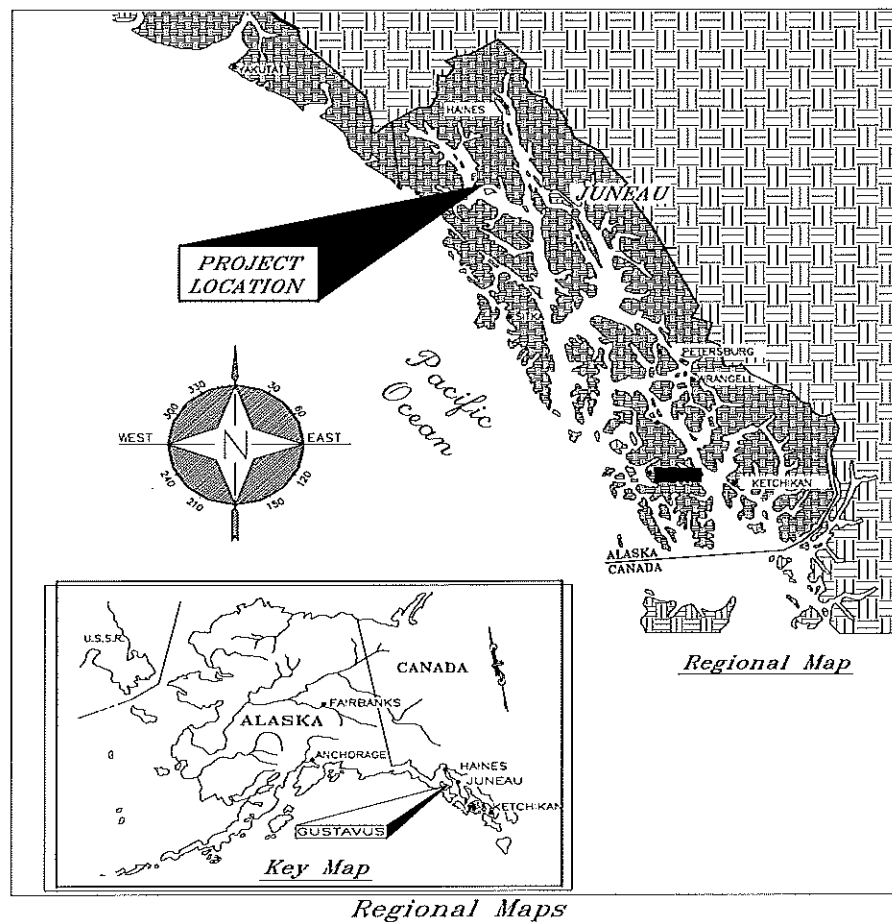 YAKUTAT
HAINES
JUNEAU
PROJECT
LOCATION
SITKA
Pacific
Ocean
PETERSBURG
WRANGELL
KETCHIKAN
330
30
300
60
WEST
N
EAST
240
120
210
150
ALASKA
CANADA
Regional Map
U.S.S.R.
CANADA
FAIRBANKS
ALASKA
ANCHORAGE
HAINES
JUNEAU
KETCHIKAN
GUSTAVUS
Key Map
Regional Maps